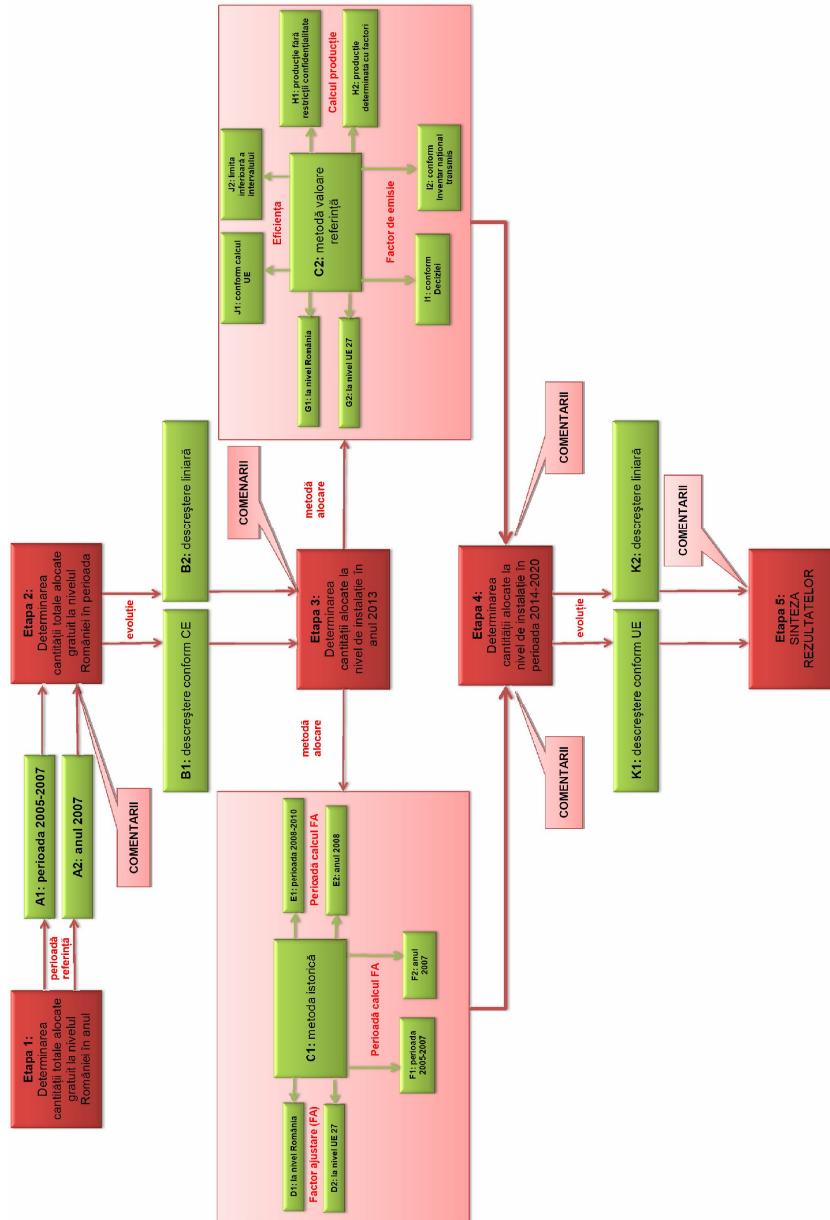 Etapa 1:
Determinarea
cantității totale alocate
gratuit la nivelul
României în anul
perioadă
referință
A1: perioada 2005-2007
A2: anul 2007
COMENTARII
Etapa 2:
Determinarea
cantității totale alocate
gratuit la nivelul
României în perioada
evoluție
B1: descreștere conform CE
B2: descreștere liniară
COMENARII
Etapa 3:
Determinarea
cantității alocate la
nivel de instalație în
anul 2013
metodă
alocare
metodă
alocare
C1: metoda istorică
D1: la nivel România
Factor ajustare (FA)
D2: la nivel UE 27
E1: perioada 2008-2010
Perioadă calcul FA
E2: anul 2008
Perioadă calcul FA
F1: perioada
2005-2007
F2: anul
2007
C2: metodă valoare
referință
G1: la nivel România
G2: la nivel UE 27
J1: conform calcul
UE
Eficiența
J2: limita
inferioară a
intervalului
H1: producție fără
restricții confidențialitate
Calcul producție
H2: producție
determinată cu factori
Factor de emisie
I1: conform
Deciziei
I2: conform
Inventar național
transmis
Etapa 4:
Determinarea
cantității alocate la
nivel de instalație în
perioada 2014-2020
COMENTARII
COMENTARII
evoluție
K1: descreștere conform UE
K2: descreștere liniară
COMENTARII
Etapa 5:
SINTEZA
REZULTATELOR